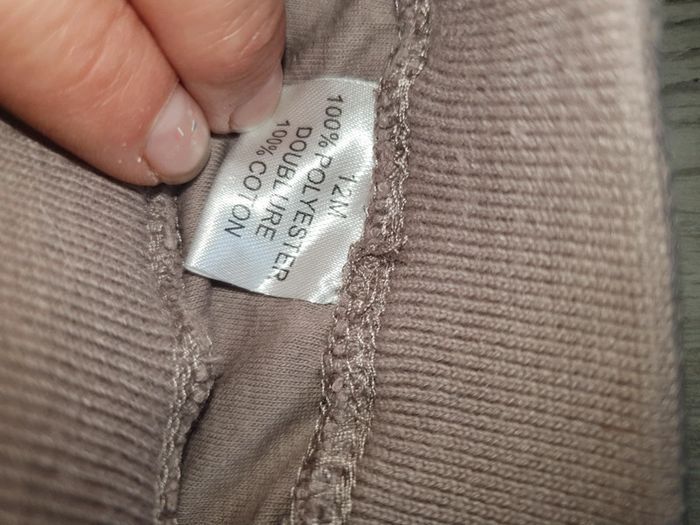 12M
100% POLYESTER
DOUBLURE
100% COTON